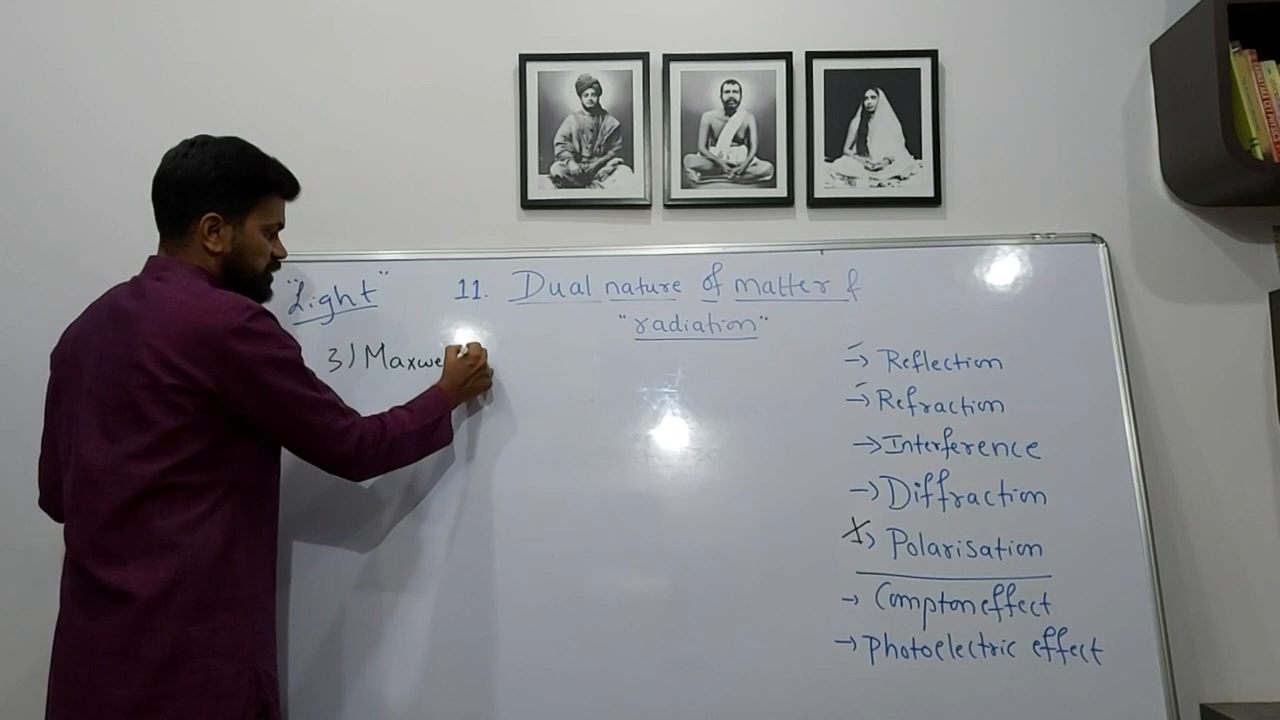 "Light" 11. Dual nature of matter &
"radiation"
3) Maxwe
→ Reflection
→ Refraction
→ Interference
→ Diffraction
→ Polarisation
→ Compton effect
→ Photoelectric effect